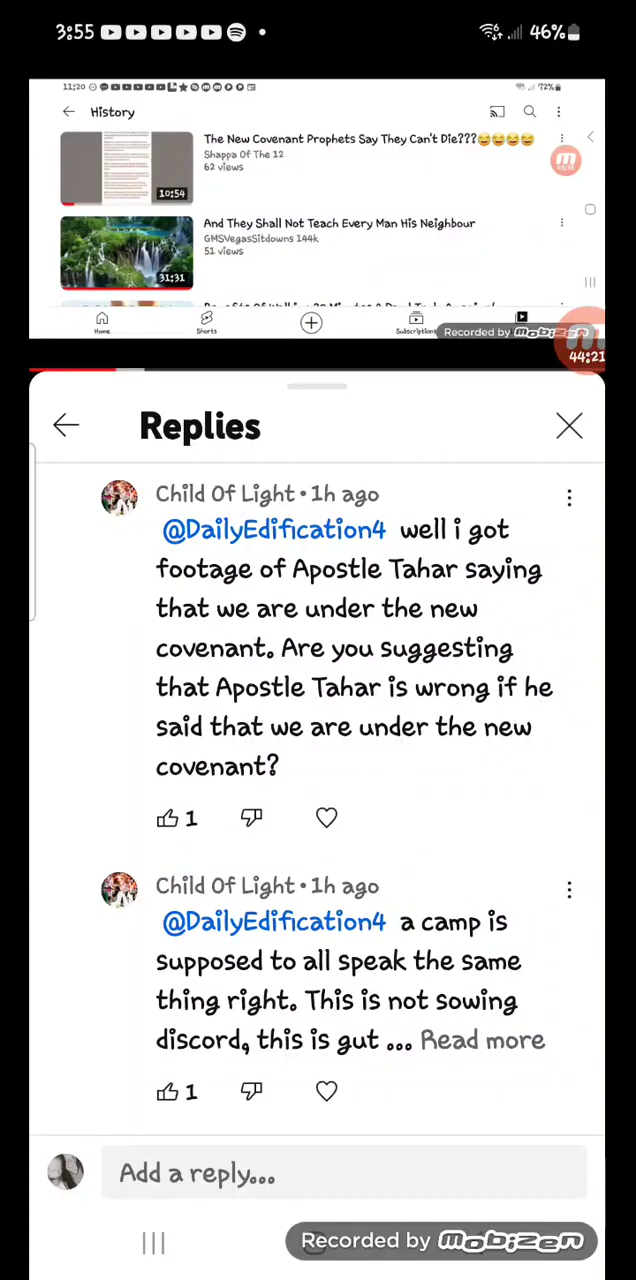 3:55
46%
11:20
72%
History
The New Covenant Prophets Say They Can't Die???😂😂😂😂
Shappa Of The 12
62 views
10:54
And They Shall Not Teach Every Man His Neighbour
GMSVegasSitdowns 144k
51 views
31:31
Home
Shorts
Subscriptions
Recorded by mobizen
44:21
Replies
Child Of Light • 1h ago
@DailyEdification4 well i got
footage of Apostle Tahar saying
that we are under the new
covenant. Are you suggesting
that Apostle Tahar is wrong if he
said that we are under the new
covenant?
1
Child Of Light • 1h ago
@DailyEdification4 a camp is
supposed to all speak the same
thing right. This is not sowing
discord, this is gut ... Read more
1
Add a reply...
Recorded by mobizen